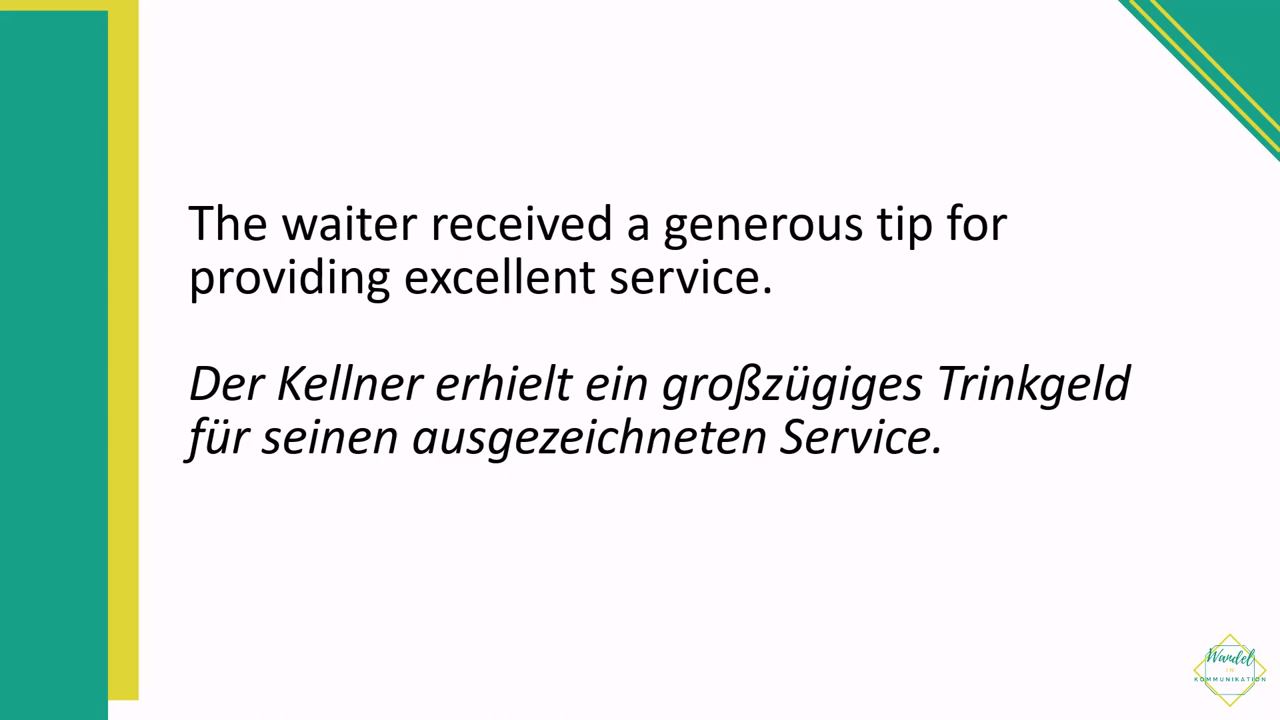 The waiter received a generous tip for
providing excellent service.
Der Kellner erhielt ein großzügiges Trinkgeld
für seinen ausgezeichneten Service.
Wandel
IN
KOMMUNIKATION